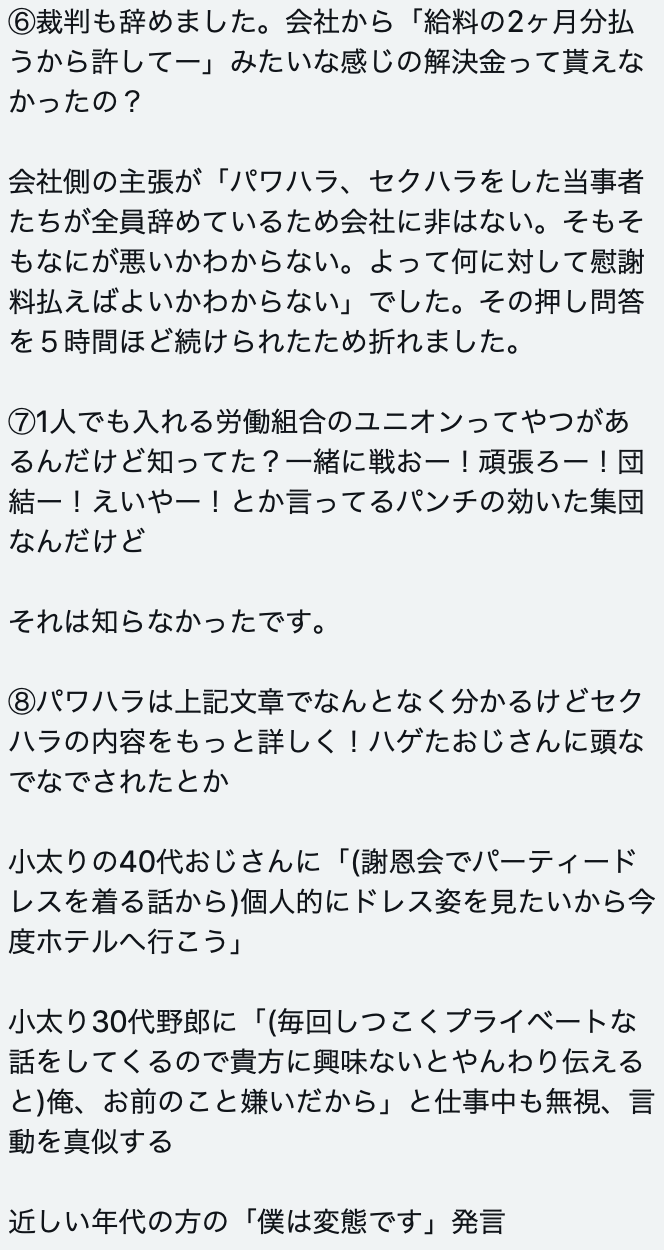 ⑥裁判も辞めました。会社から「給料の2ヶ月分払
うから許してー」みたいな感じの解決金って貰えな
かったの？
会社側の主張が「パワハラ、セクハラをした当事者
たちが全員辞めているため会社に非はない。そもそ
もなにが悪いかわからない。よって何に対して慰謝
料払えばよいかわからない」でした。その押し問答
を５時間ほど続けられたため折れました。
⑦1人でも入れる労働組合のユニオンってやつがあ
るんだけど知ってた？一緒に戦おー！頑張ろー！団
結ー！えいやー！とか言ってるパンチの効いた集団
なんだけど
それは知らなかったです。
⑧パワハラは上記文章でなんとなく分かるけどセク
ハラの内容をもっと詳しく！ハゲたおじさんに頭な
でなでされたとか
小太りの40代おじさんに「(謝恩会でパーティード
レスを着る話から)個人的にドレス姿を見たいから今
度ホテルへ行こう」
小太り30代野郎に「(毎回しつこくプライベートな
話をしてくるので貴方に興味ないとやんわり伝える
と)俺、お前のこと嫌いだから」と仕事中も無視、言
動を真似する
近しい年代の方の「僕は変態です」発言